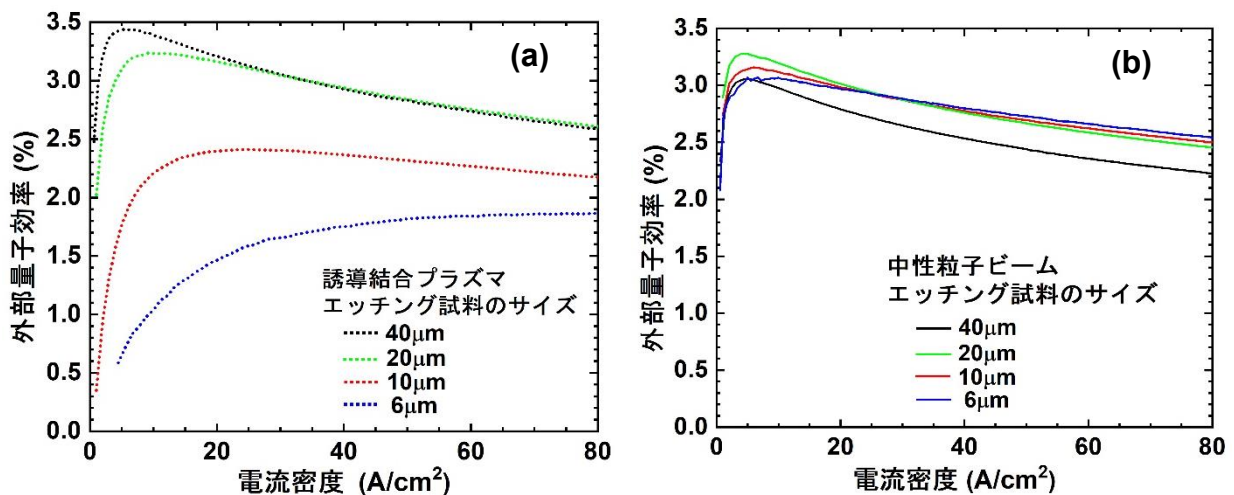 (a)
外部量子効率 (%)
3.5
3.0
2.5
2.0
1.5
1.0
0.5
0.0
誘導結合プラズマ
エッチング試料のサイズ
40μm
20μm
10μm
6μm
0 20 40 60 80
電流密度 (A/cm²)
(b)
外部量子効率 (%)
3.5
3.0
2.5
2.0
1.5
1.0
0.5
0.0
中性粒子ビーム
エッチング試料のサイズ
40μm
20μm
10μm
6μm
0 20 40 60 80
電流密度 (A/cm²)